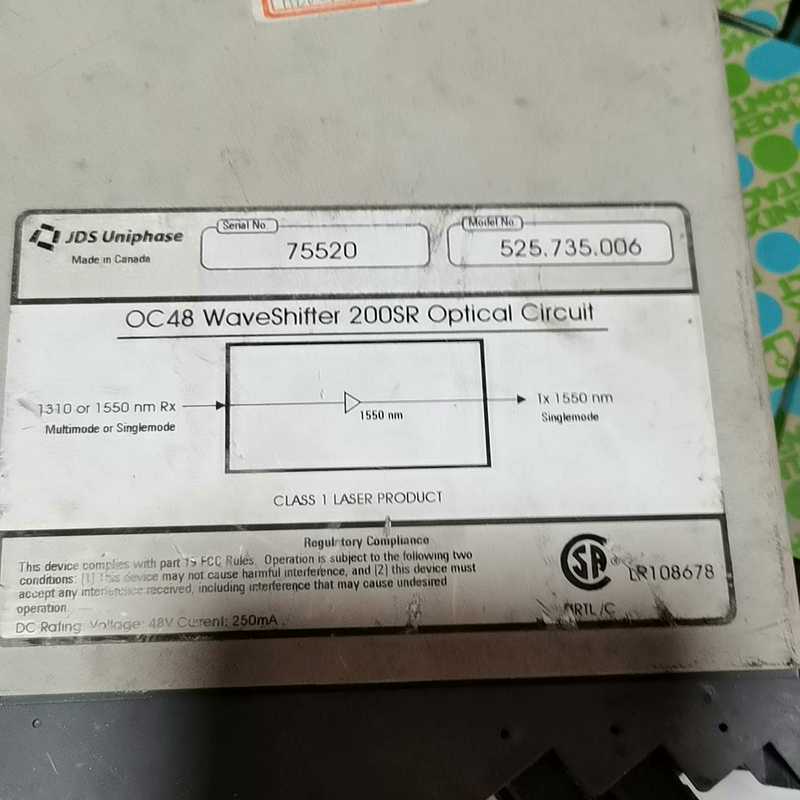 JDS Uniphase
Made in Canada
Serial No.
75520
Model No.
525.735.006
OC48 WaveShifter 200SR Optical Circuit
1310 or 1550 nm Rx
Multimode or Singlemode
1550 nm
Tx 1550 nm
Singlemode
CLASS 1 LASER PRODUCT
Regulatory Compliance
This device complies with part 15 FCC Rules. Operation is subject to the following two
conditions: [1] This device may not cause harmful interference, and [2] this device must
accept any interference received, including interference that may cause undesired
operation.
DC Rating: Voltage: 48V Current: 250mA
SA
LR108678
NRTL/C